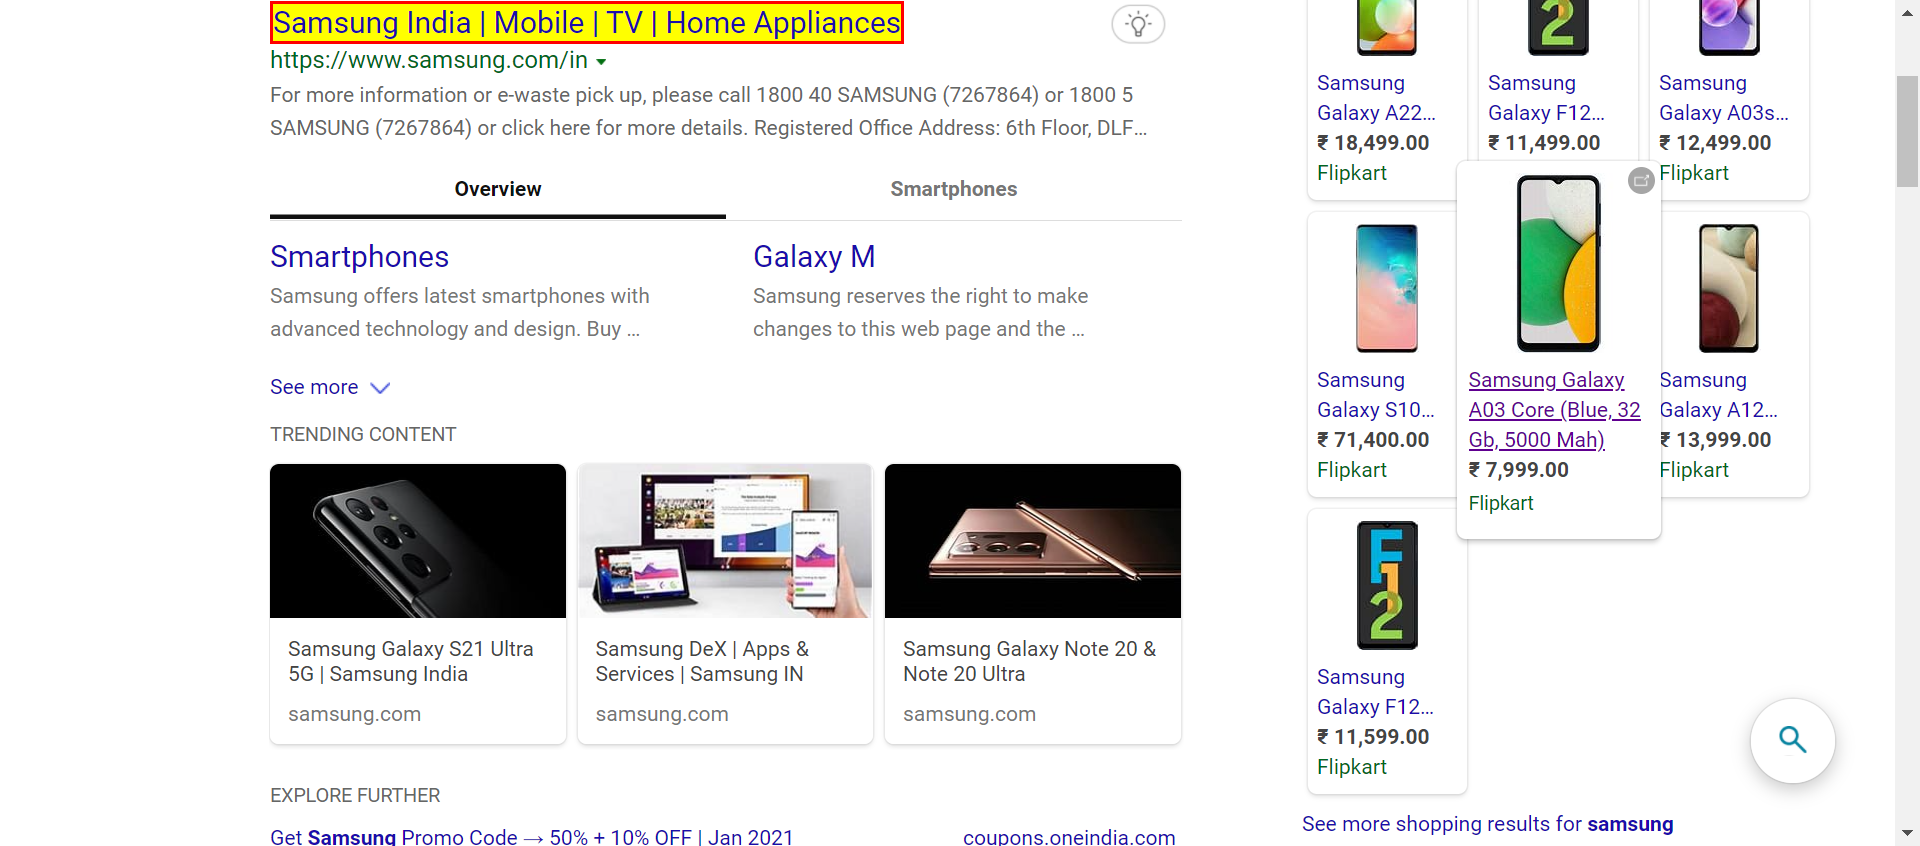 Samsung India | Mobile | TV | Home Appliances
https://www.samsung.com/in
For more information or e-waste pick up, please call 1800 40 SAMSUNG (7267864) or 1800 5
SAMSUNG (7267864) or click here for more details. Registered Office Address: 6th Floor, DLF...
Overview
Smartphones
Smartphones
Samsung offers latest smartphones with
advanced technology and design. Buy ...
Galaxy M
Samsung reserves the right to make
changes to this web page and the ...
See more
TRENDING CONTENT
Samsung Galaxy S21 Ultra
5G | Samsung India
samsung.com
Samsung DeX | Apps &
Services | Samsung IN
samsung.com
Samsung Galaxy Note 20 &
Note 20 Ultra
samsung.com
EXPLORE FURTHER
Get Samsung Promo Code → 50% + 10% OFF | Jan 2021
coupons.oneindia.com
Samsung
Galaxy A22...
₹ 18,499.00
Flipkart
2
Samsung
Galaxy F12...
₹ 11,499.00
Samsung
Galaxy A03s...
₹ 12,499.00
Flipkart
Samsung
Galaxy S10...
₹ 71,400.00
Flipkart
Samsung Galaxy
A03 Core (Blue, 32
Gb, 5000 Mah)
₹ 7,999.00
Flipkart
Samsung
Galaxy A12...
₹ 13,999.00
Flipkart
F12
Samsung
Galaxy F12...
₹ 11,599.00
Flipkart
See more shopping results for samsung